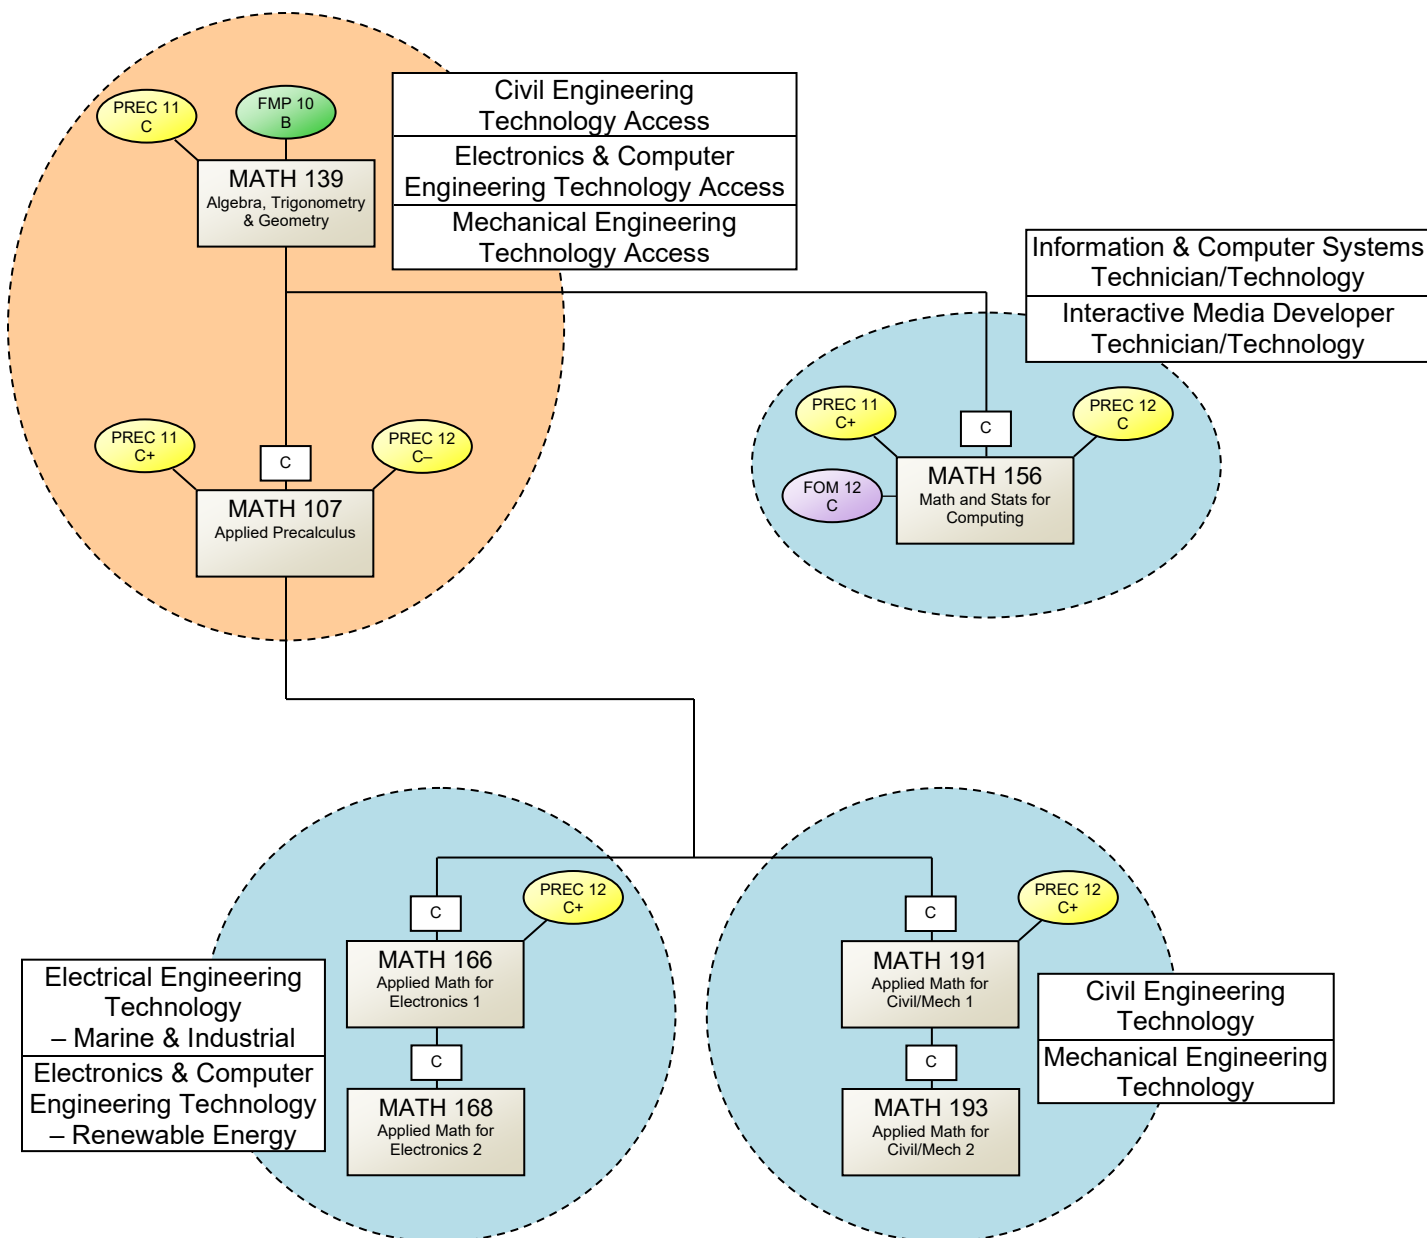 PREC 11
C
FMP 10
B
MATH 139
Algebra, Trigonometry
& Geometry
Civil Engineering
Technology Access
Electronics & Computer
Engineering Technology Access
Mechanical Engineering
Technology Access
Information & Computer Systems
Technician/Technology
Interactive Media Developer
Technician/Technology
PREC 11
C+
C
PREC 12
C–
MATH 107
Applied Precalculus
PREC 11
C+
C
PREC 12
C
FOM 12
C
MATH 156
Math and Stats for
Computing
C
PREC 12
C+
MATH 166
Applied Math for
Electronics 1
C
MATH 168
Applied Math for
Electronics 2
Electrical Engineering
Technology
– Marine & Industrial
Electronics & Computer
Engineering Technology
– Renewable Energy
C
PREC 12
C+
MATH 191
Applied Math for
Civil/Mech 1
C
MATH 193
Applied Math for
Civil/Mech 2
Civil Engineering
Technology
Mechanical Engineering
Technology